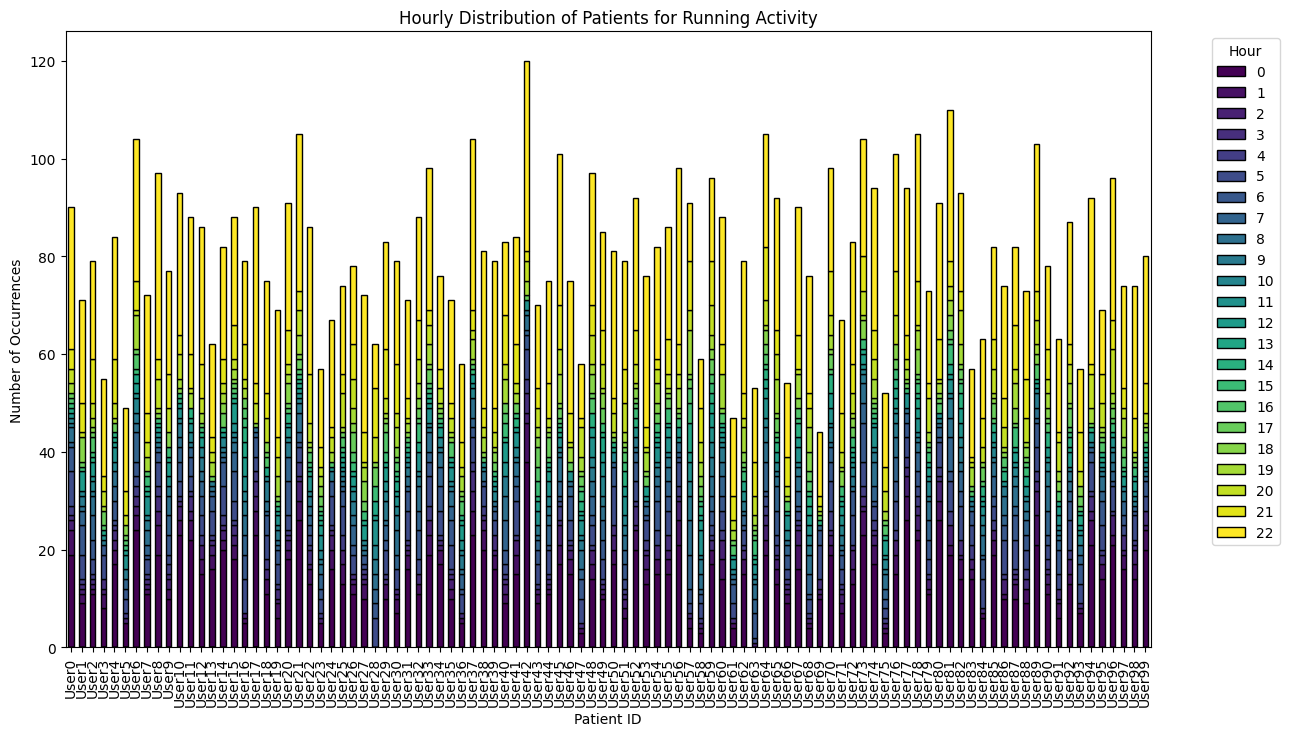 Hourly Distribution of Patients for Running Activity
Number of Occurrences
120
100
80
60
40
20
0
User0
User1
User2
User3
User4
User5
User6
User7
User8
User9
User10
User11
User12
User13
User14
User15
User16
User17
User18
User19
User20
User21
User22
User23
User24
User25
User26
User27
User28
User29
User30
User31
User32
User33
User34
User35
User36
User37
User38
User39
User40
User41
User42
User43
User44
User45
User46
User47
User48
User49
User50
User51
User52
User53
User54
User55
User56
User57
User58
User59
User60
User61
User62
User63
User64
User65
User66
User67
User68
User69
User70
User71
User72
User73
User74
User75
User76
User77
User78
User79
User80
User81
User82
User83
User84
User85
User86
User87
User88
User89
User90
User91
User92
User93
User94
User95
User96
User97
User98
User99
Patient ID
Hour
0
1
2
3
4
5
6
7
8
9
10
11
12
13
14
15
16
17
18
19
20
21
22